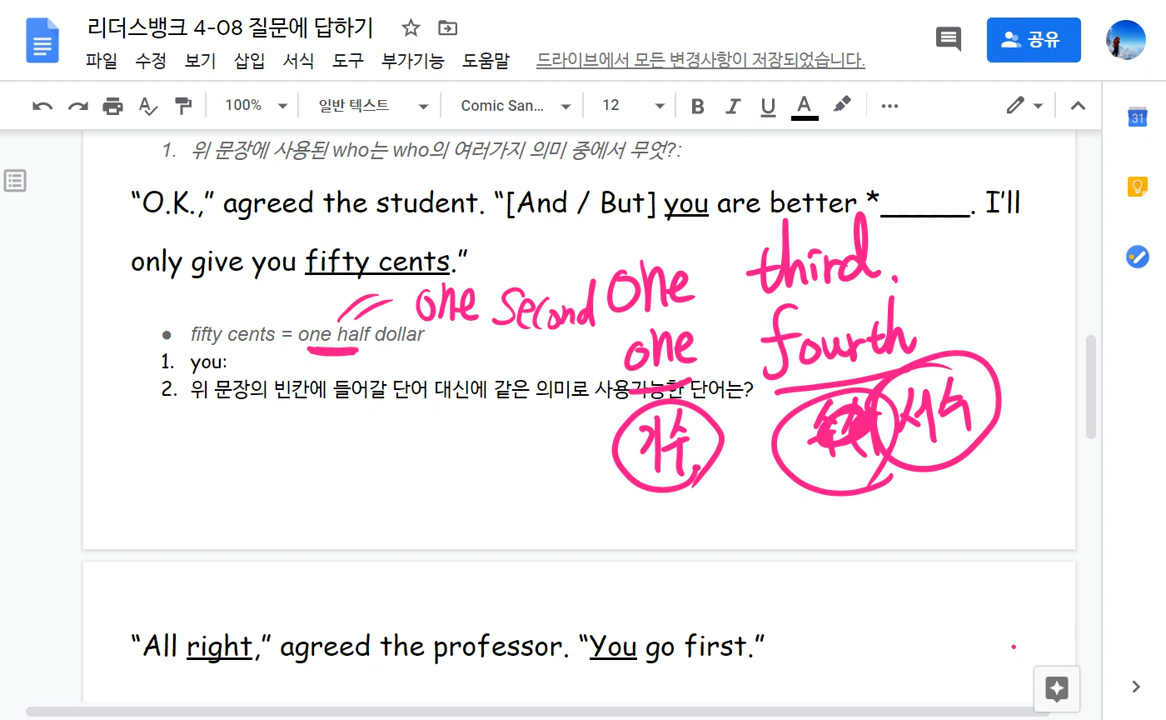 리더스뱅크 4-08 질문에 답하기
파일 수정 보기 삽입 서식 도구 부가기능 도움말 드라이브에서 모든 변경사항이 저장되었습니다.
공유
100% 일반 텍스트 Comic San... 12 B I U A
31
1. 위 문장에 사용된 who는 who의 여러가지 의미 중에서 무엇?:
“O.K.,” agreed the student. “[And / But] you are better *______. I’ll
only give you fifty cents.”
one second one third.
one fourth
• fifty cents = one half dollar
1. you:
2. 위 문장의 빈칸에 들어갈 단어 대신에 같은 의미로 사용가능한 단어는?
기수 서수
“All right,” agreed the professor. “You go first.”